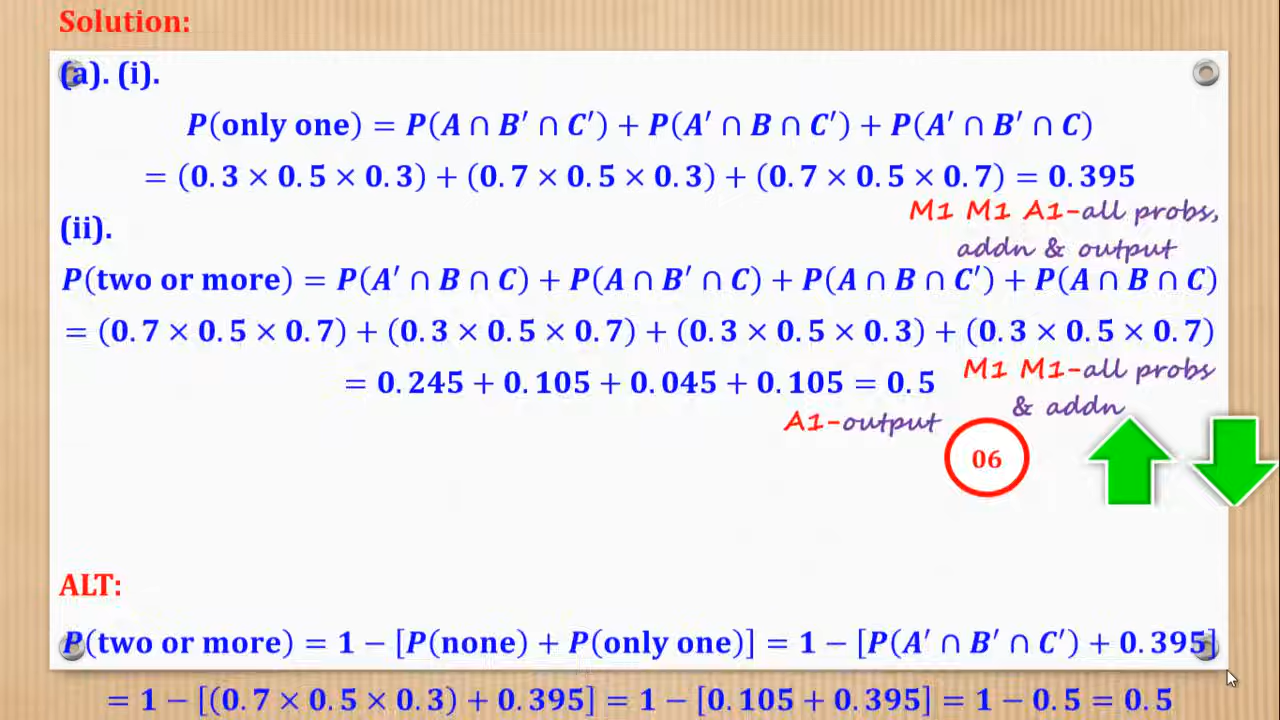 Solution:
(a). (i).
P(only one) = P(A ∩ B′ ∩ C′) + P(A′ ∩ B ∩ C′) + P(A′ ∩ B′ ∩ C)
= (0.3 × 0.5 × 0.3) + (0.7 × 0.5 × 0.3) + (0.7 × 0.5 × 0.7) = 0.395
M1 M1 A1-all probs,
(ii).
addn & output
P(two or more) = P(A′ ∩ B ∩ C) + P(A ∩ B′ ∩ C) + P(A ∩ B ∩ C′) + P(A ∩ B ∩ C)
= (0.7 × 0.5 × 0.7) + (0.3 × 0.5 × 0.7) + (0.3 × 0.5 × 0.3) + (0.3 × 0.5 × 0.7)
= 0.245 + 0.105 + 0.045 + 0.105 = 0.5
M1 M1-all probs
& addn
A1-output
06
ALT:
P(two or more) = 1 − [P(none) + P(only one)] = 1 − [P(A′ ∩ B′ ∩ C′) + 0.395]
= 1 − [(0.7 × 0.5 × 0.3) + 0.395] = 1 − [0.105 + 0.395] = 1 − 0.5 = 0.5